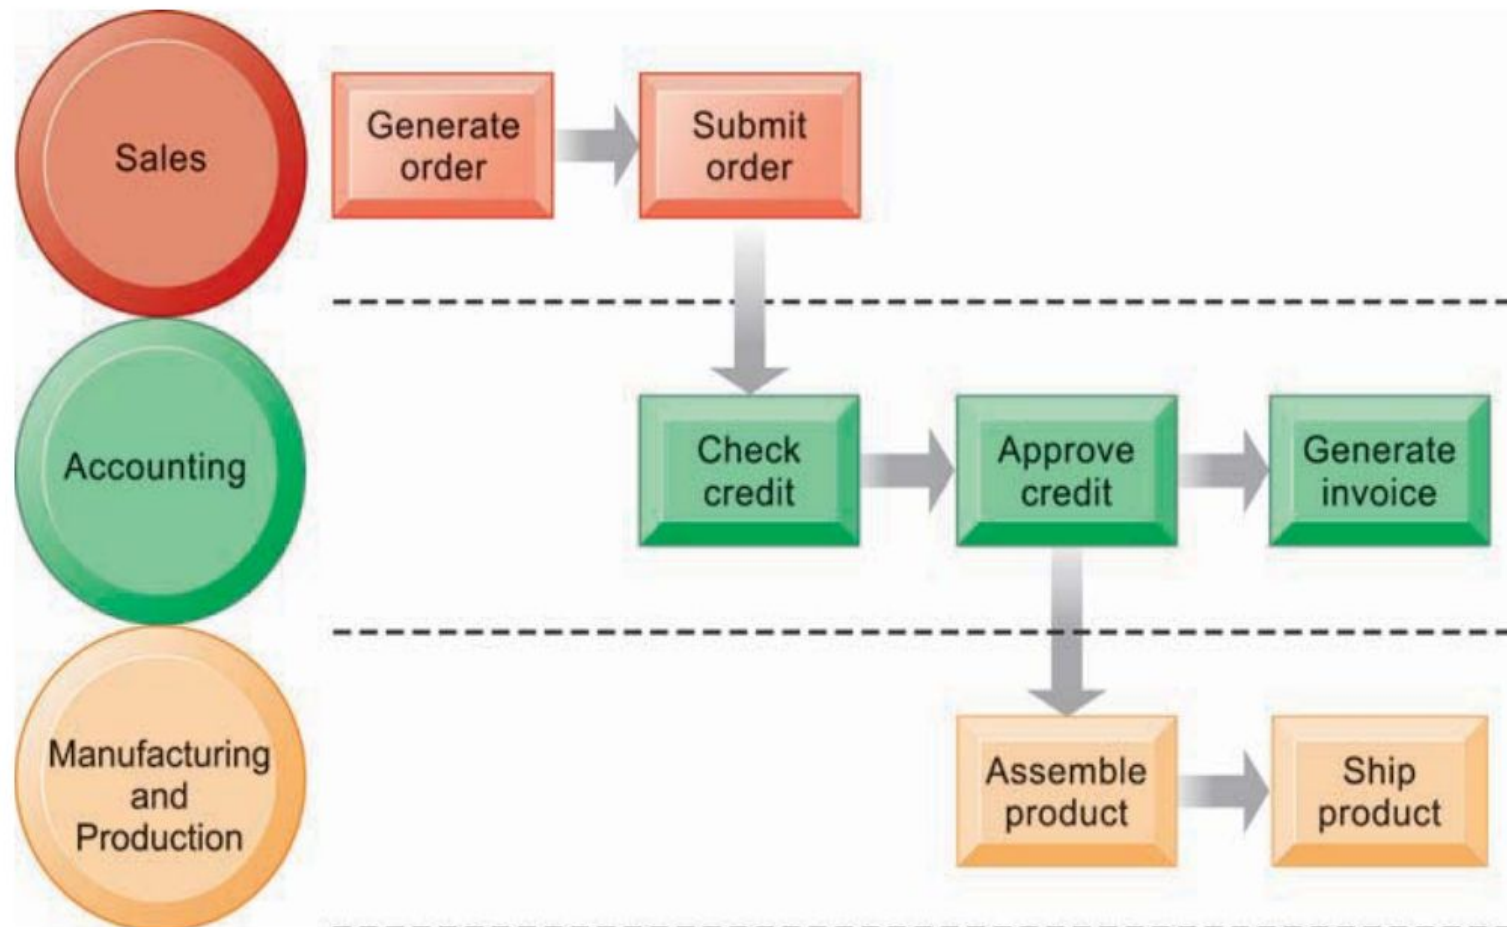 Sales
Generate
order
Submit
order
Accounting
Check
credit
Approve
credit
Generate
invoice
Manufacturing
and
Production
Assemble
product
Ship
product